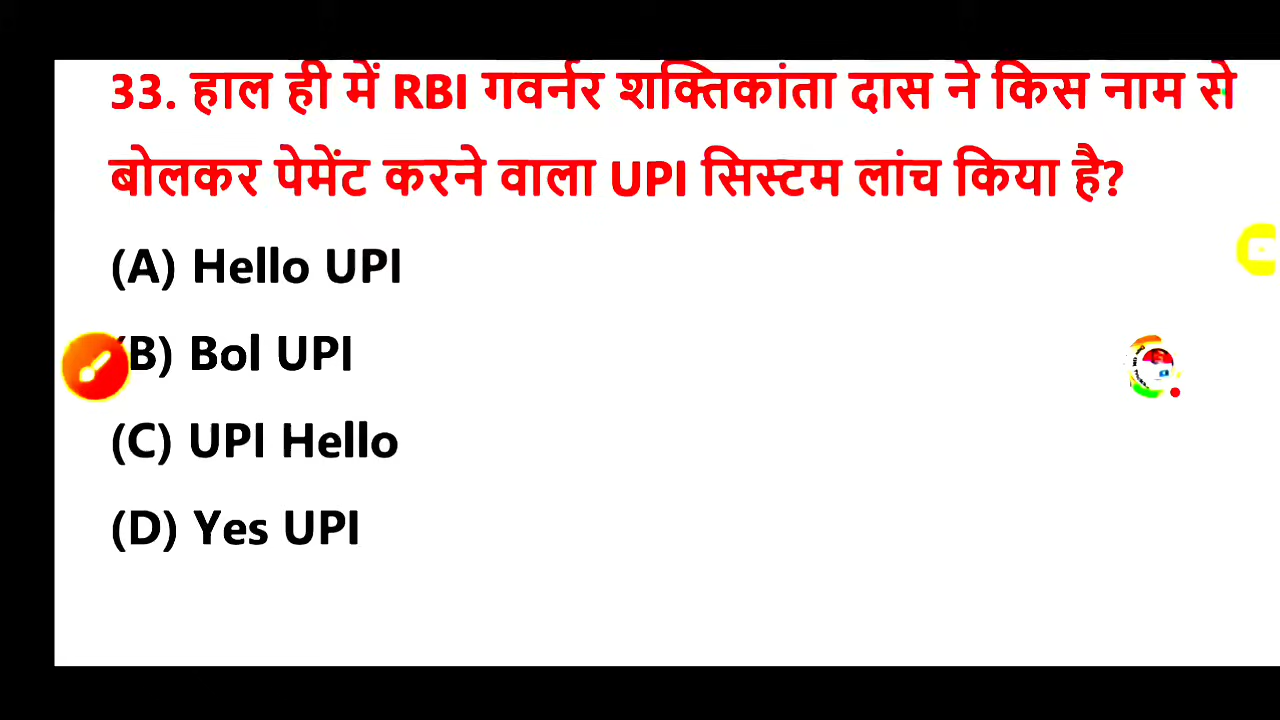 33. हाल ही में RBI गवर्नर शक्तिकांता दास ने किस नाम से
बोलकर पेमेंट करने वाला UPI सिस्टम लांच किया है?
(A) Hello UPI
(B) Bol UPI
(C) UPI Hello
(D) Yes UPI